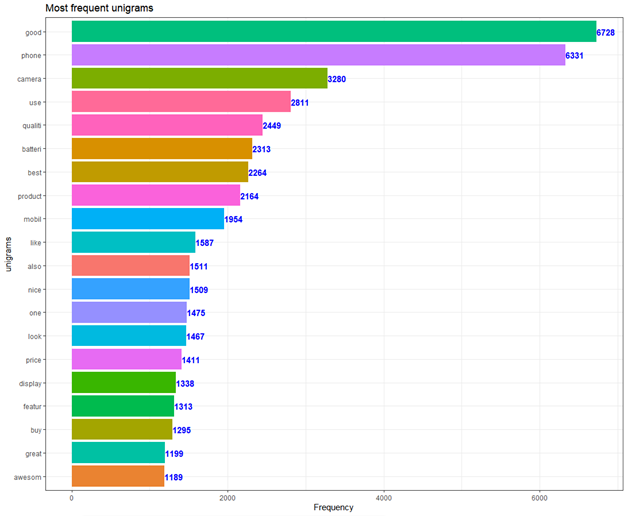 Most frequent unigrams
good 6728
phone 6331
camera 3280
use 2811
qualiti 2449
batteri 2313
best 2264
product 2164
mobil 1954
like 1587
also 1511
nice 1509
one 1475
look 1467
price 1411
display 1338
featur 1313
buy 1295
great 1199
awesom 1189
unigrams
0 2000 4000 6000
Frequency